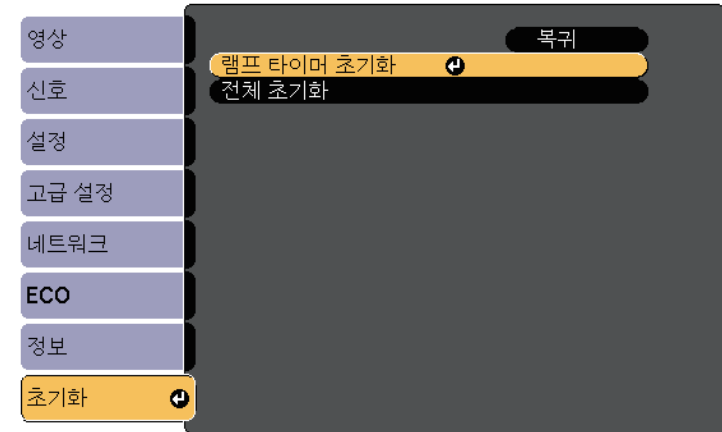 영상
신호
설정
고급 설정
네트워크
ECO
정보
초기화
복귀
램프 타이머 초기화
전체 초기화